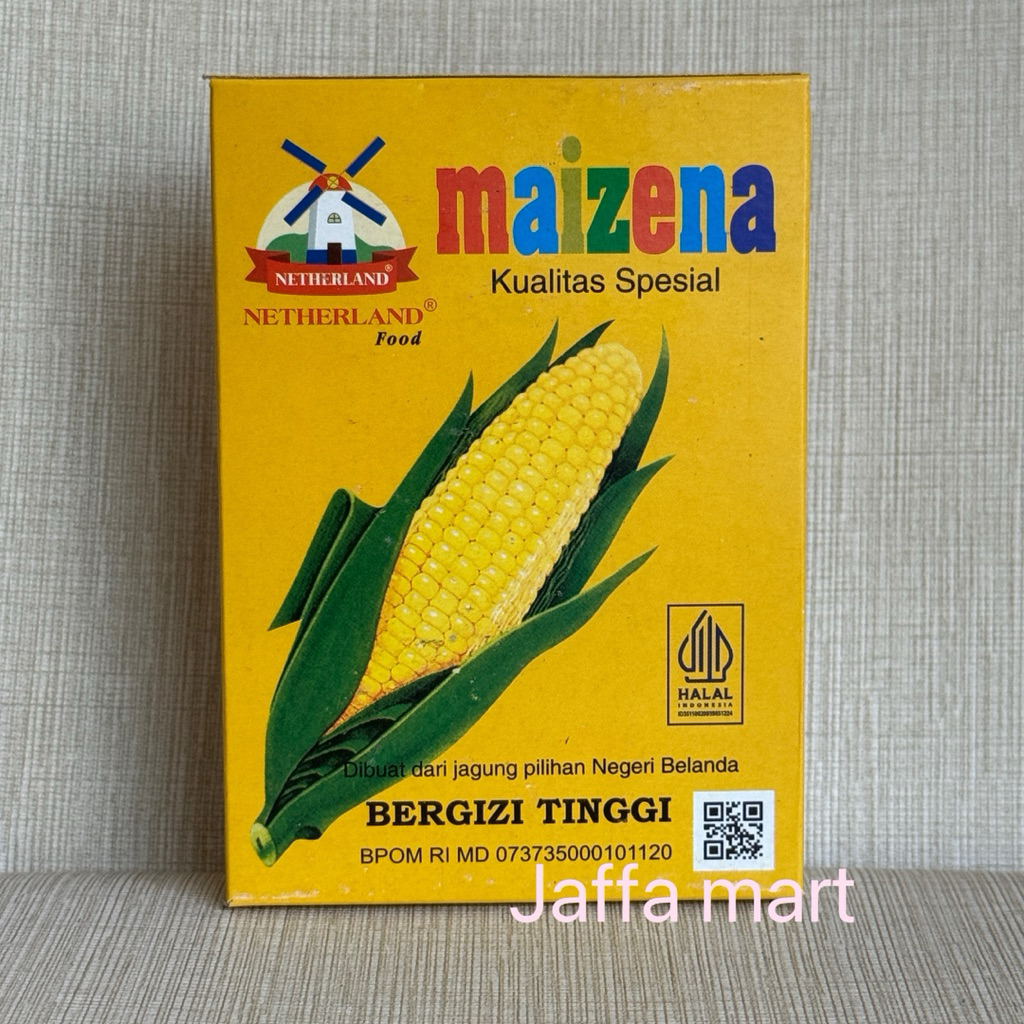 NETHERLAND®
NETHERLAND®
Food
maizena
Kualitas Spesial
HALAL
INDONESIA
Dibuat dari jagung pilihan Negeri Belanda
BERGIZI TINGGI
BPOM RI MD 073735000101120
Jaffa mart